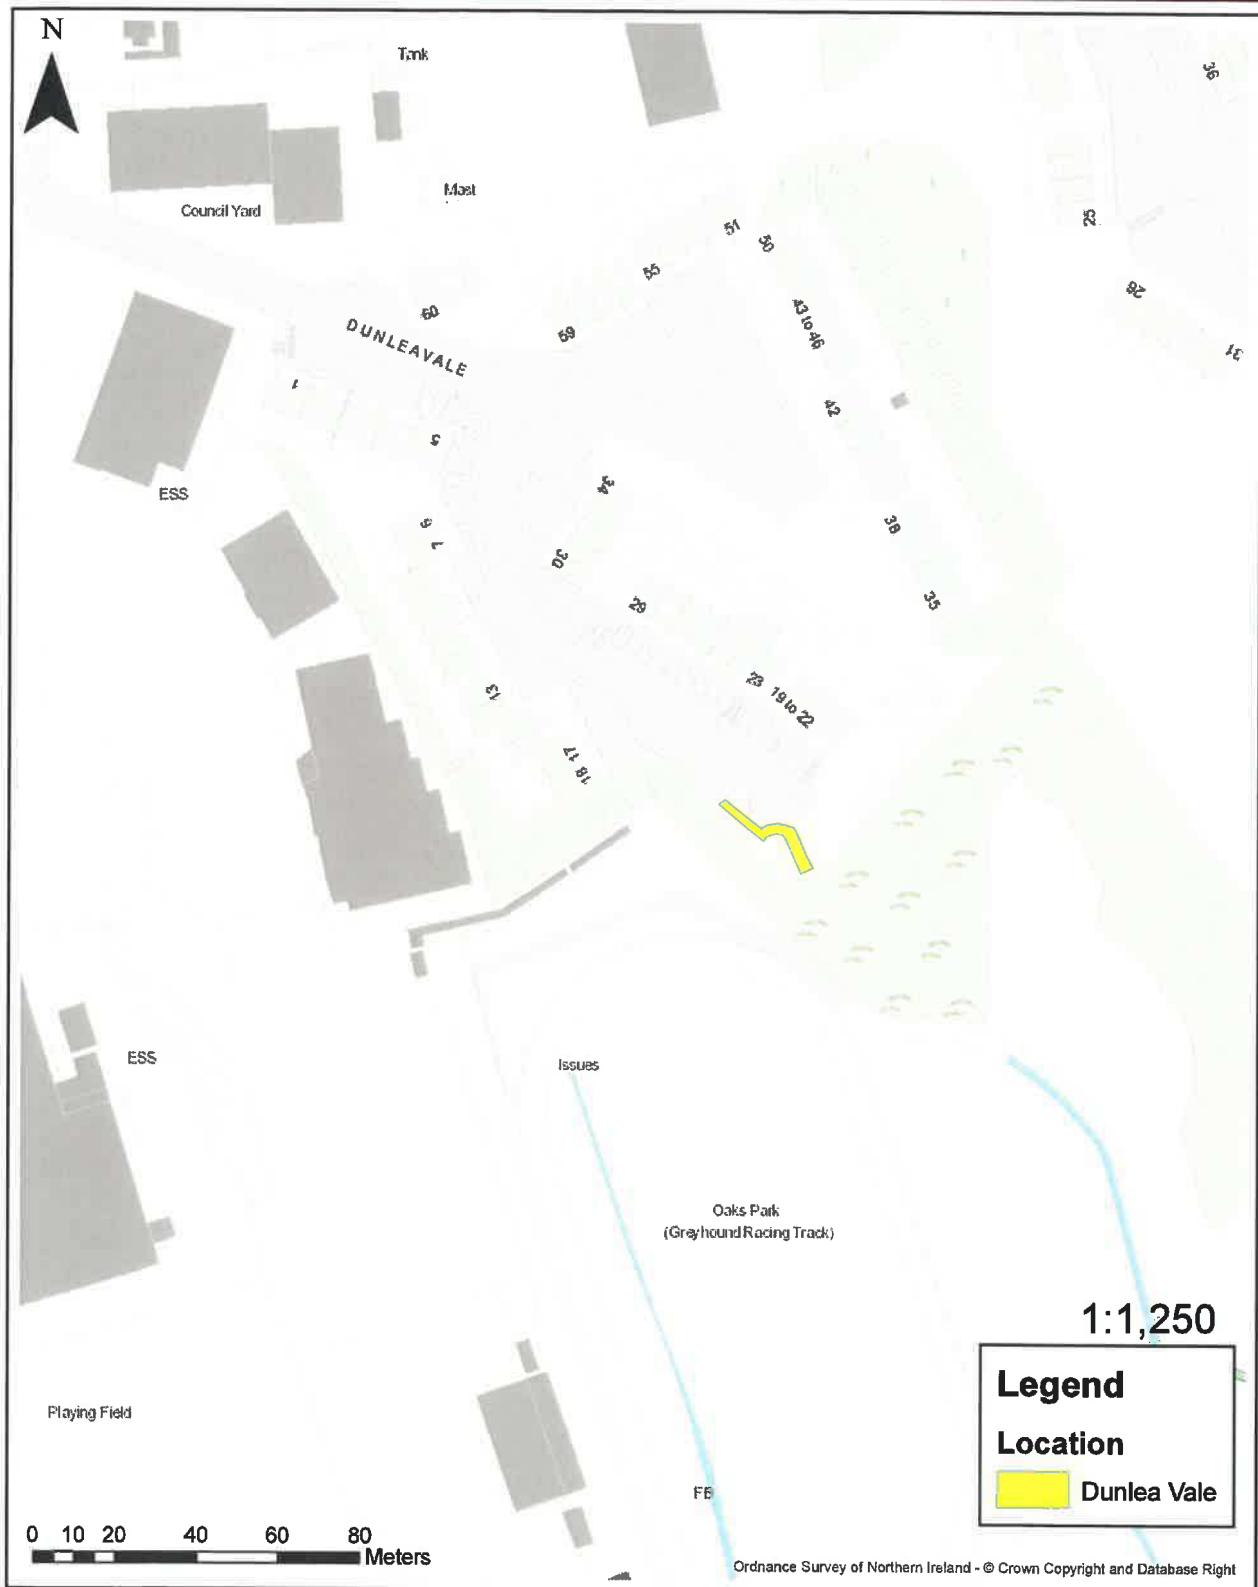 N
Tank
36
Mast
Council Yard
25
51
50
55
28
60
43 to 46
DUNLEAVALE
59
31
1
42
5
34
ESS
6
38
7
30
29
35
23
19 to 22
13
17
18
ESS
Issues
Oaks Park
(Greyhound Racing Track)
1:1,250
Legend
Location
Dunlea Vale
Playing Field
FB
0 10 20 40 60 80
Meters
Ordnance Survey of Northern Ireland - © Crown Copyright and Database Right